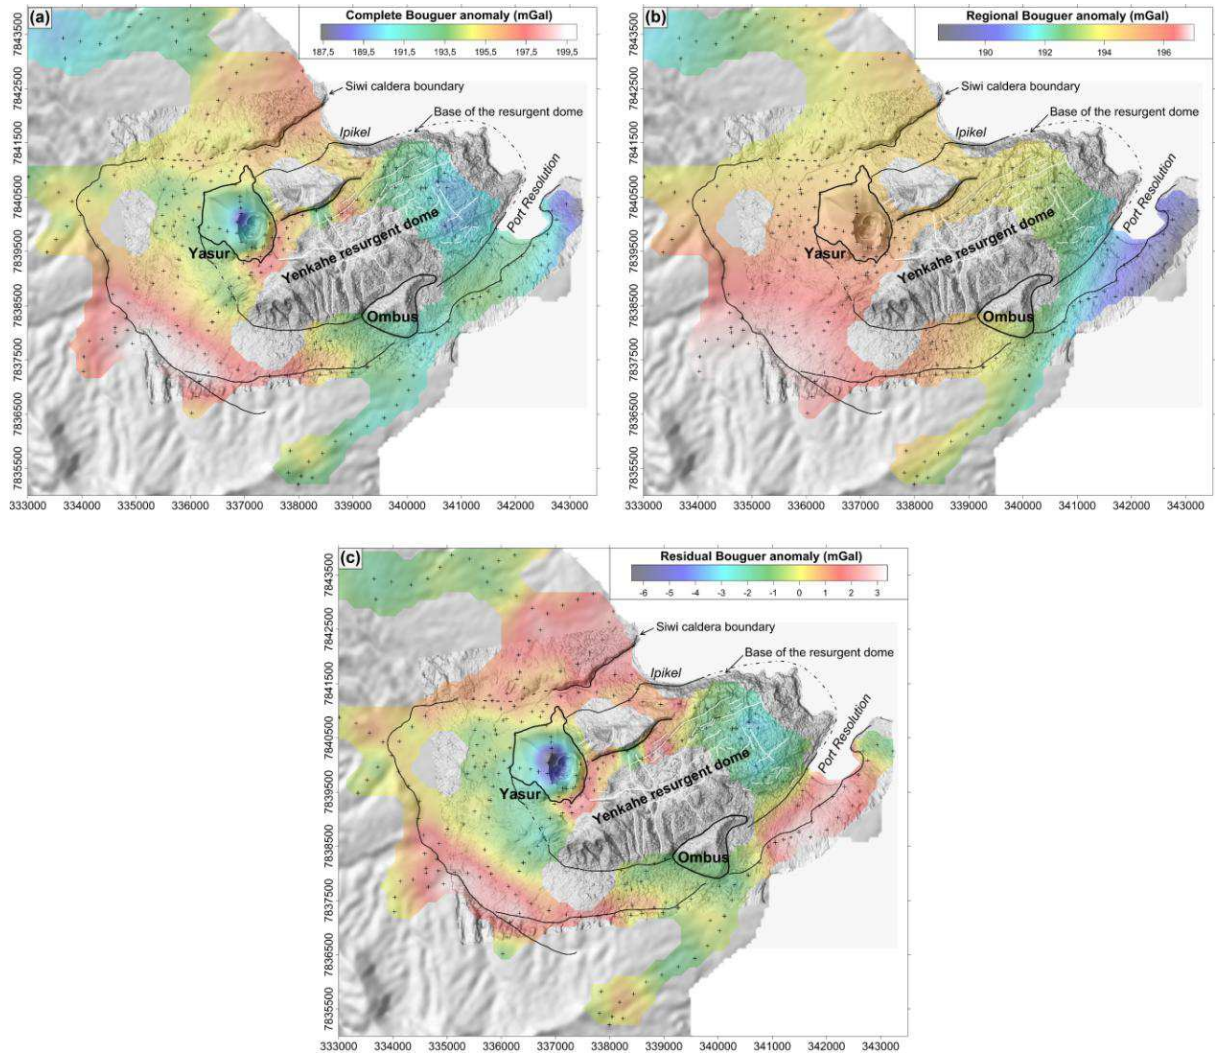 (a)
Complete Bouguer anomaly (mGal)
187,5 189,5 191,5 193,5 195,5 197,5 199,5
Siwi caldera boundary
Base of the resurgent dome
Ipikel
Port Resolution
Yasur
Yenkahe resurgent dome
Ombus
7843500
7842500
7841500
7840500
7839500
7838500
7837500
7836500
7835500
333000 334000 335000 336000 337000 338000 339000 340000 341000 342000 343000
(b)
Regional Bouguer anomaly (mGal)
190 192 194 196
Siwi caldera boundary
Base of the resurgent dome
Ipikel
Port Resolution
Yasur
Yenkahe resurgent dome
Ombus
7843500
7842500
7841500
7840500
7839500
7838500
7837500
7836500
7835500
333000 334000 335000 336000 337000 338000 339000 340000 341000 342000 343000
(c)
Residual Bouguer anomaly (mGal)
-6 -5 -4 -3 -2 -1 0 1 2 3
Siwi caldera boundary
Base of the resurgent dome
Ipikel
Port Resolution
Yasur
Yenkahe resurgent dome
Ombus
7843500
7842500
7841500
7840500
7839500
7838500
7837500
7836500
7835500
333000 334000 335000 336000 337000 338000 339000 340000 341000 342000 343000